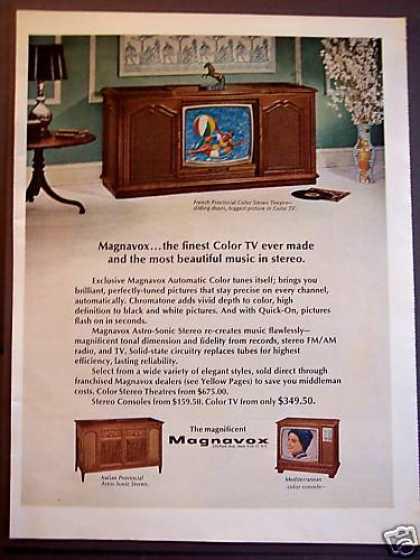 French Provincial Color Stereo Theatre—
sliding doors, biggest picture in Color TV.
Magnavox...the finest Color TV ever made
and the most beautiful music in stereo.
Exclusive Magnavox Automatic Color tunes itself; brings you
brilliant, perfectly-tuned pictures that stay precise on every channel,
automatically. Chromatone adds vivid depth to color, high
definition to black and white pictures. And with Quick-On, pictures
flash on in seconds.
Magnavox Astro-Sonic Stereo re-creates music flawlessly—
magnificent tonal dimension and fidelity from records, stereo FM/AM
radio, and TV. Solid-state circuitry replaces tubes for highest
efficiency, lasting reliability.
Select from a wide variety of elegant styles, sold direct through
franchised Magnavox dealers (see Yellow Pages) to save you middleman
costs. Color Stereo Theatres from $675.00.
Stereo Consoles from $159.50. Color TV from only $349.50.
The magnificent
Magnavox
Italian Provincial
Astro-Sonic Stereo.
Mediterranean
color console—
ebay